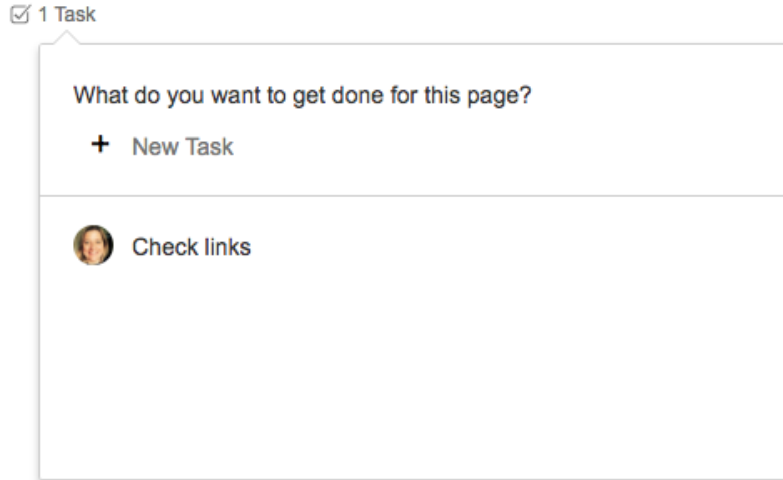 1 Task
What do you want to get done for this page?
+ New Task
Check links